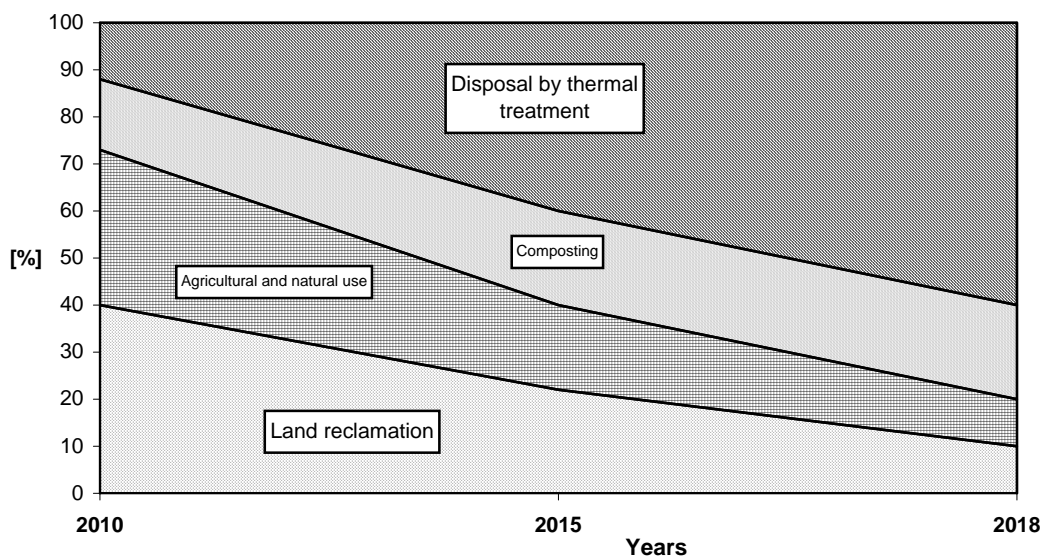 100
90
80
70
60
50
40
30
20
10
0
[%]
Disposal by thermal
treatment
Composting
Agricultural and natural use
Land reclamation
2010
2015
2018
Years